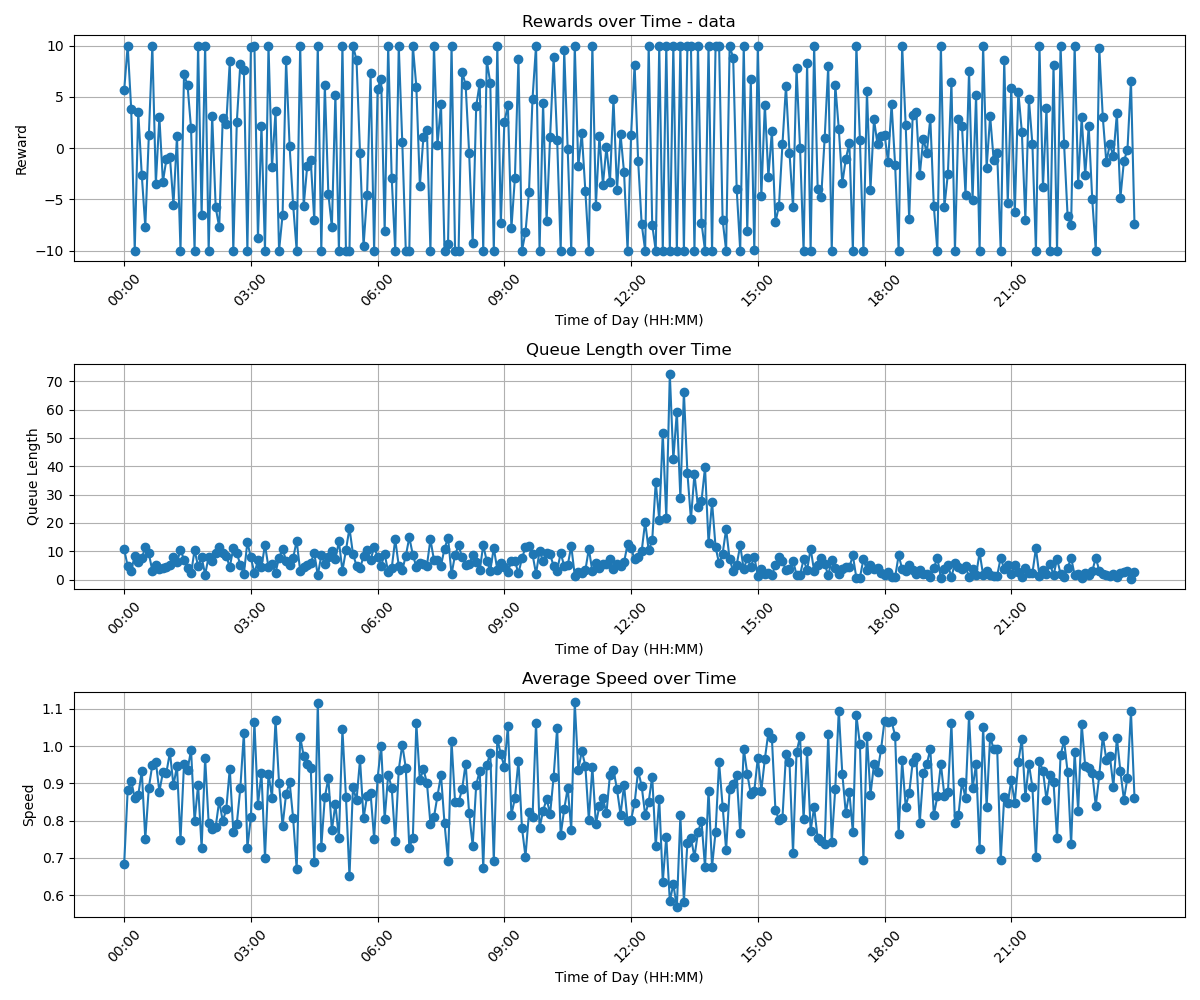 Rewards over Time - data
10
5
0
−5
−10
Reward
00:00 03:00 06:00 09:00 12:00 15:00 18:00 21:00
Time of Day (HH:MM)
Queue Length over Time
70
60
50
40
30
20
10
0
Queue Length
00:00 03:00 06:00 09:00 12:00 15:00 18:00 21:00
Time of Day (HH:MM)
Average Speed over Time
1.1
1.0
0.9
0.8
0.7
0.6
Speed
00:00 03:00 06:00 09:00 12:00 15:00 18:00 21:00
Time of Day (HH:MM)